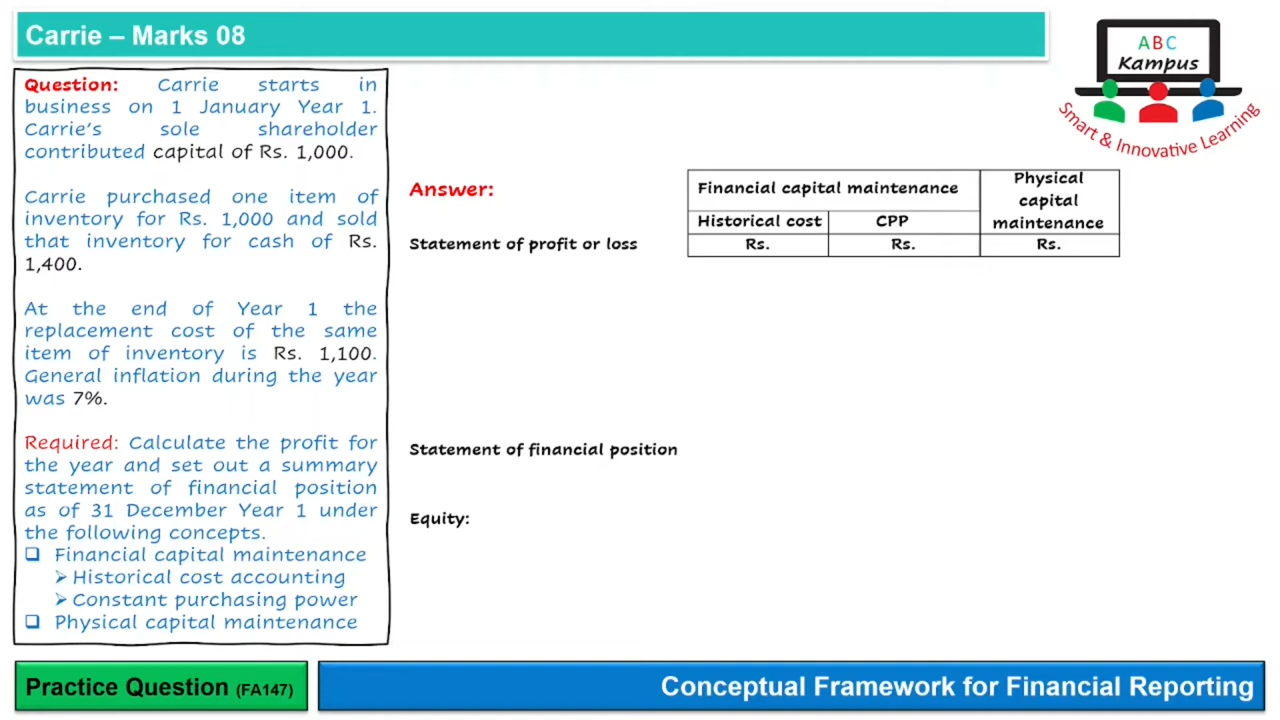 Carrie – Marks 08
ABC
Kampus
Smart & Innovative Learning
Question: Carrie starts in
business on 1 January Year 1.
Carrie's sole shareholder
contributed capital of Rs. 1,000.
Carrie purchased one item of
inventory for Rs. 1,000 and sold
that inventory for cash of Rs.
1,400.
At the end of Year 1 the
replacement cost of the same
item of inventory is Rs. 1,100.
General inflation during the year
was 7%.
Required: Calculate the profit for
the year and set out a summary
statement of financial position
as of 31 December Year 1 under
the following concepts.
Financial capital maintenance
Historical cost accounting
Constant purchasing power
Physical capital maintenance
Answer:
Financial capital maintenance
Physical
capital
maintenance
Historical cost CPP
Statement of profit or loss Rs. Rs. Rs.
Statement of financial position
Equity:
Practice Question (FA147)
Conceptual Framework for Financial Reporting